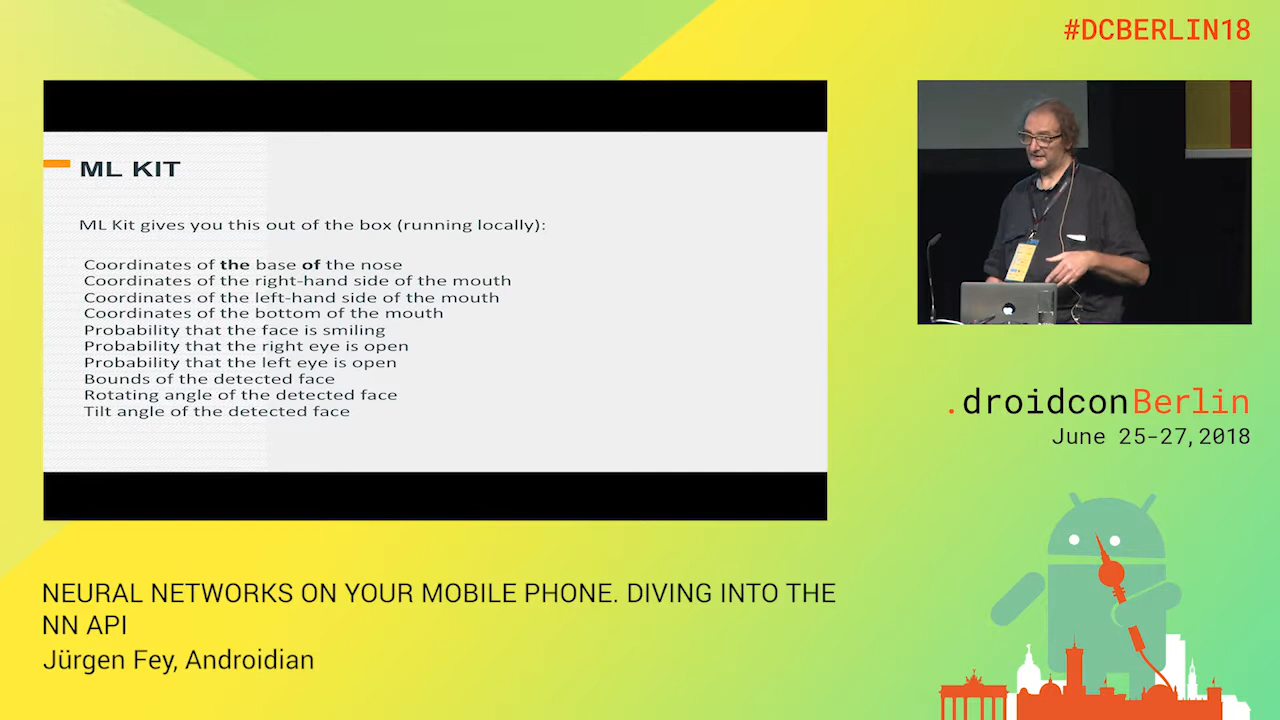 #DCBERLIN18
ML KIT
ML Kit gives you this out of the box (running locally):
Coordinates of the base of the nose
Coordinates of the right-hand side of the mouth
Coordinates of the left-hand side of the mouth
Coordinates of the bottom of the mouth
Probability that the face is smiling
Probability that the right eye is open
Probability that the left eye is open
Bounds of the detected face
Rotating angle of the detected face
Tilt angle of the detected face
.droidconBerlin
June 25-27,2018
NEURAL NETWORKS ON YOUR MOBILE PHONE. DIVING INTO THE
NN API
Jürgen Fey, Androidian